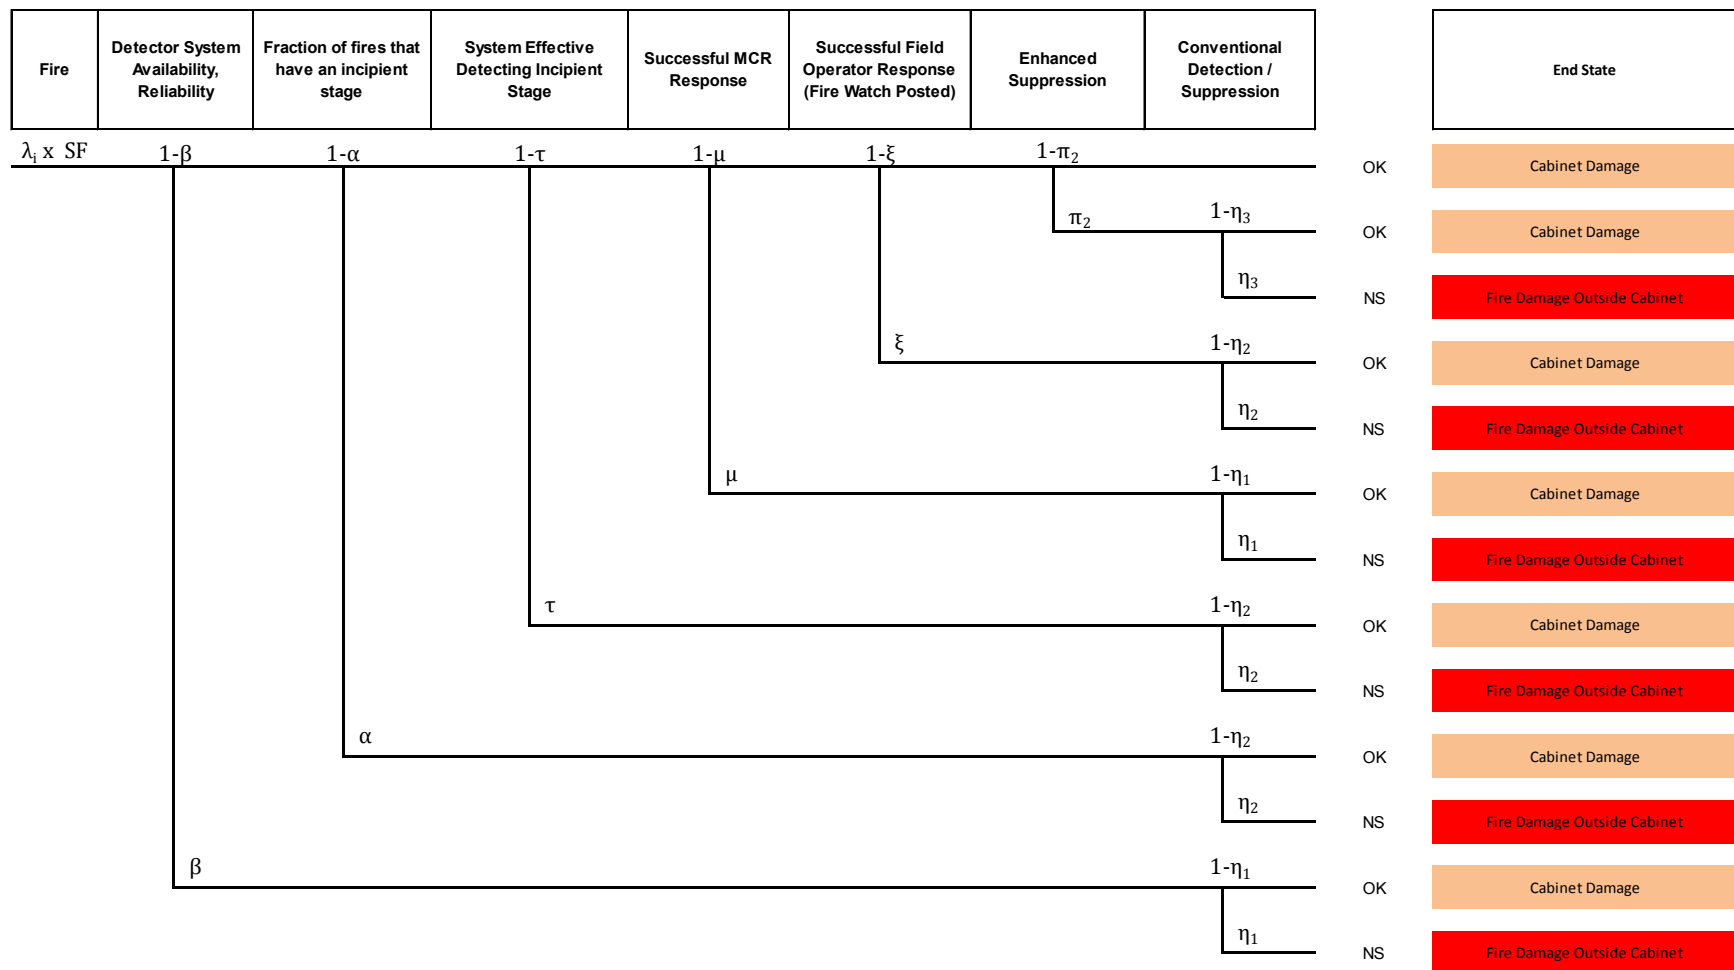 Fire
Detector System
Availability,
Reliability
Fraction of fires that
have an incipient
stage
System Effective
Detecting Incipient
Stage
Successful MCR
Response
Successful Field
Operator Response
(Fire Watch Posted)
Enhanced
Suppression
Conventional
Detection /
Suppression
End State
λi x SF 1-β 1-α 1-τ 1-μ 1-ξ 1-π2
OK Cabinet Damage
π2 1-η3
OK Cabinet Damage
η3
NS Fire Damage Outside Cabinet
ξ 1-η2
OK Cabinet Damage
η2
NS Fire Damage Outside Cabinet
μ 1-η1
OK Cabinet Damage
η1
NS Fire Damage Outside Cabinet
τ 1-η2
OK Cabinet Damage
η2
NS Fire Damage Outside Cabinet
α 1-η2
OK Cabinet Damage
η2
NS Fire Damage Outside Cabinet
β 1-η1
OK Cabinet Damage
η1
NS Fire Damage Outside Cabinet